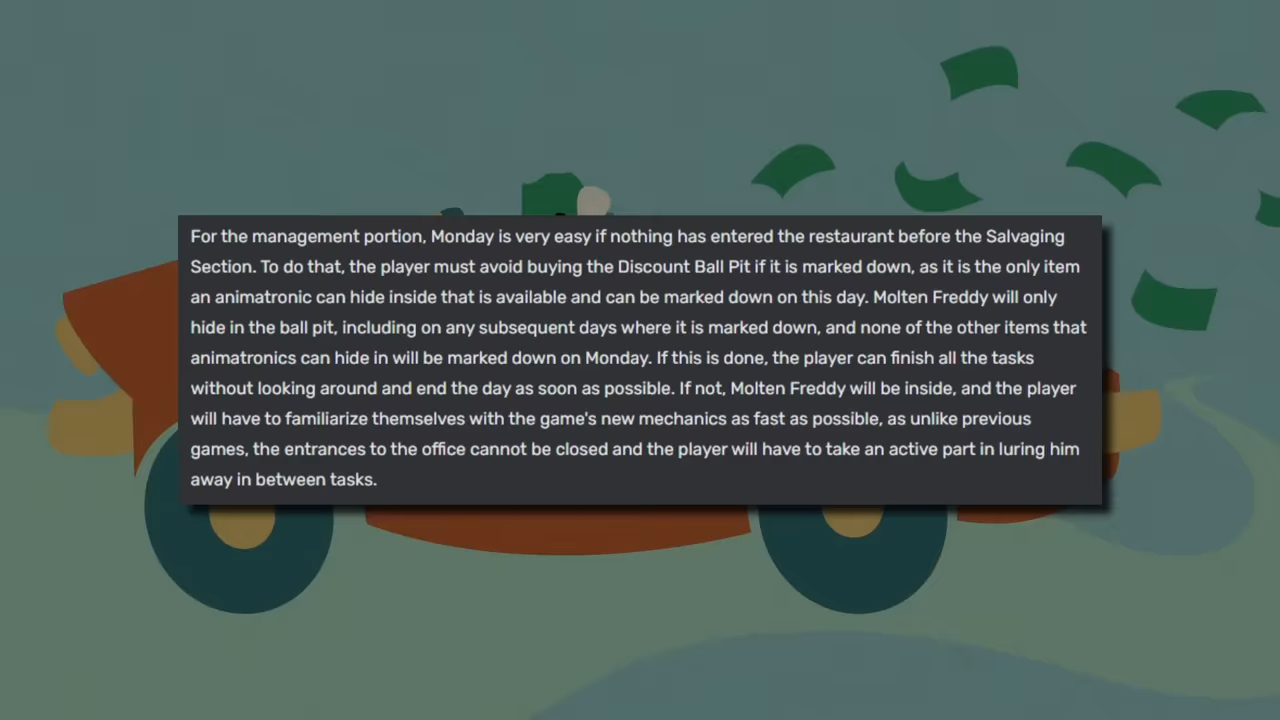 For the management portion, Monday is very easy if nothing has entered the restaurant before the Salvaging
Section. To do that, the player must avoid buying the Discount Ball Pit if it is marked down, as it is the only item
an animatronic can hide inside that is available and can be marked down on this day. Molten Freddy will only
hide in the ball pit, including on any subsequent days where it is marked down, and none of the other items that
animatronics can hide in will be marked down on Monday. If this is done, the player can finish all the tasks
without looking around and end the day as soon as possible. If not, Molten Freddy will be inside, and the player
will have to familiarize themselves with the game's new mechanics as fast as possible, as unlike previous
games, the entrances to the office cannot be closed and the player will have to take an active part in luring him
away in between tasks.